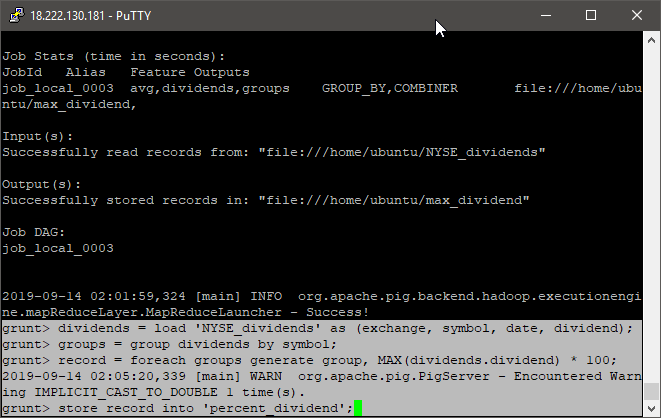 18.222.130.181 - PuTTY
Job Stats (time in seconds):
JobId   Alias   Feature Outputs
job_local_0003  avg,dividends,groups    GROUP_BY,COMBINER       file:///home/ubu
ntu/max_dividend,
Input(s):
Successfully read records from: "file:///home/ubuntu/NYSE_dividends"
Output(s):
Successfully stored records in: "file:///home/ubuntu/max_dividend"
Job DAG:
job_local_0003
2019-09-14 02:01:59,324 [main] INFO  org.apache.pig.backend.hadoop.executionengi
ne.mapReduceLayer.MapReduceLauncher - Success!
grunt> dividends = load 'NYSE_dividends' as (exchange, symbol, date, dividend);
grunt> groups = group dividends by symbol;
grunt> record = foreach groups generate group, MAX(dividends.dividend) * 100;
2019-09-14 02:05:20,339 [main] WARN  org.apache.pig.PigServer - Encountered Warn
ing IMPLICIT_CAST_TO_DOUBLE 1 time(s).
grunt> store record into 'percent_dividend';